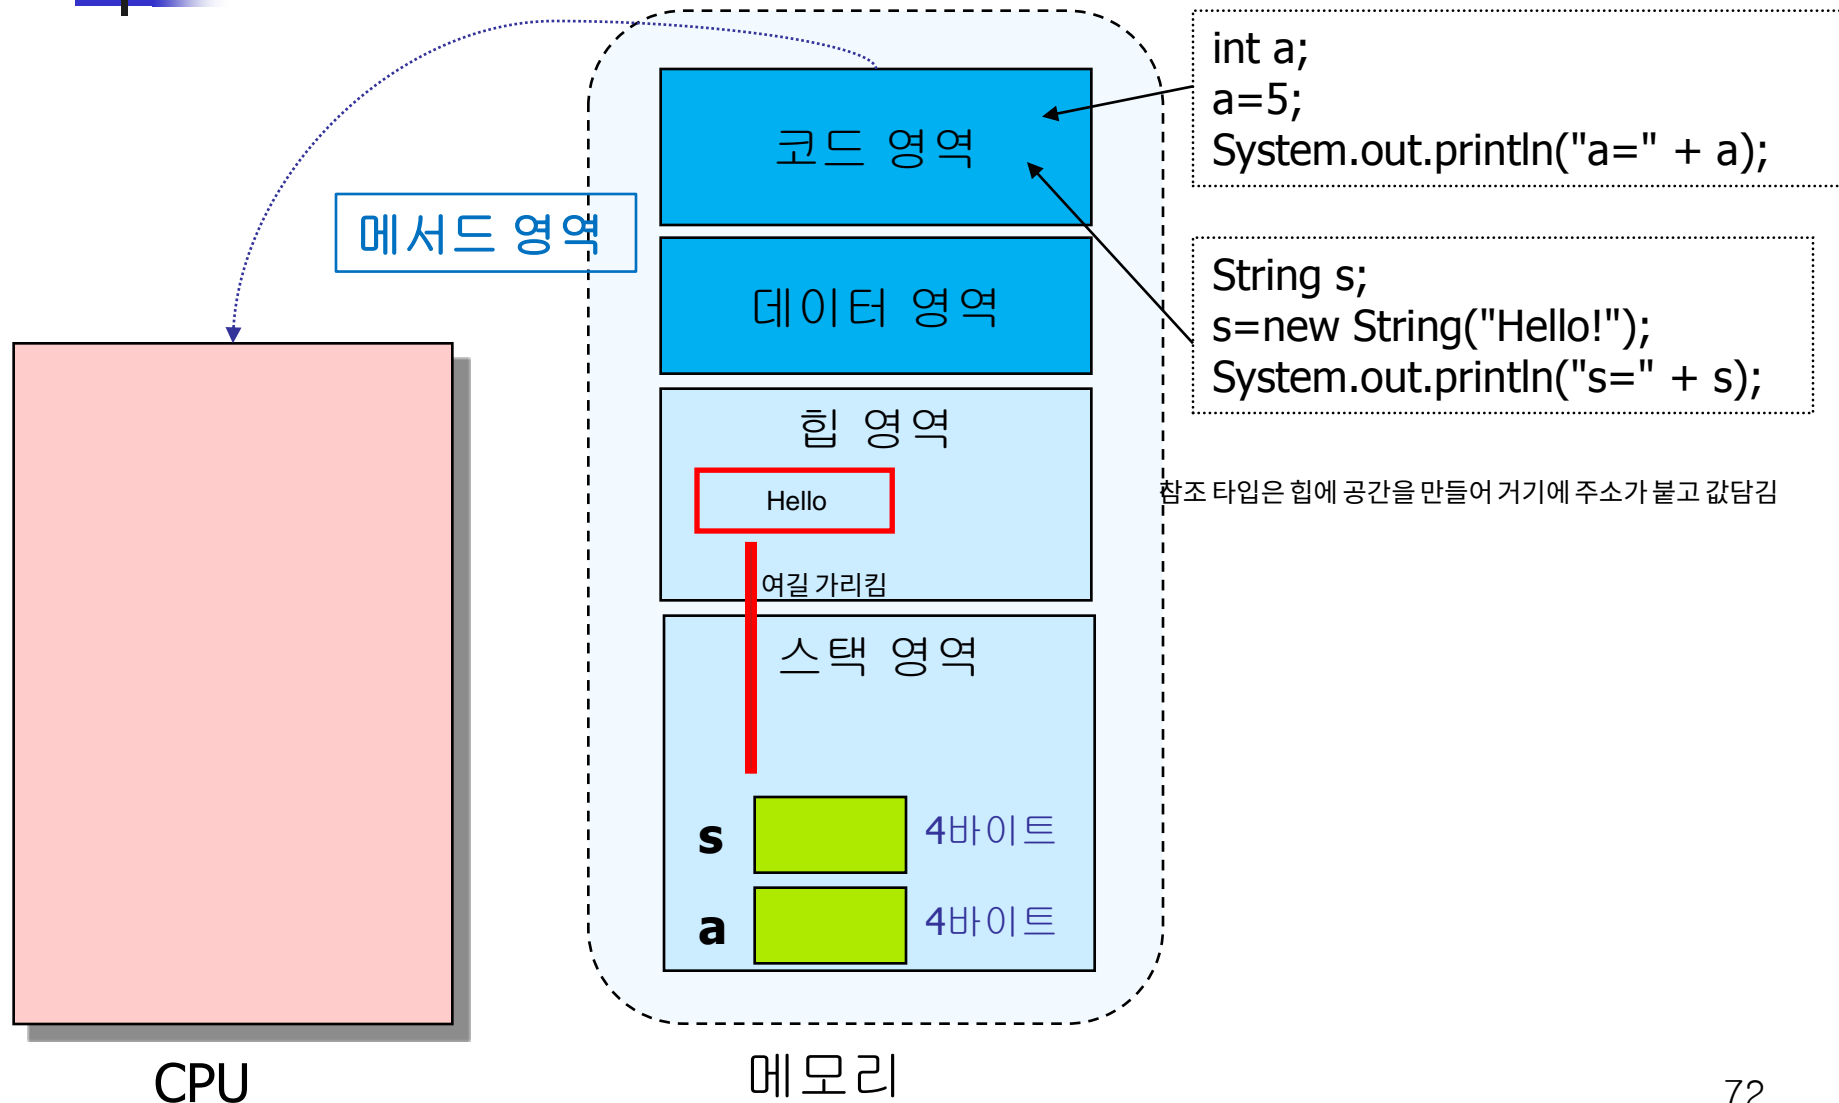 int a;
a=5;
System.out.println("a=" + a);
코드 영역
메서드 영역
데이터 영역
String s;
s=new String("Hello!");
System.out.println("s=" + s);
힙 영역
Hello
참조 타입은 힙에 공간을 만들어 거기에 주소가 붙고 값담김
여길 가리킴
스택 영역
s 4바이트
a 4바이트
CPU
메모리
72